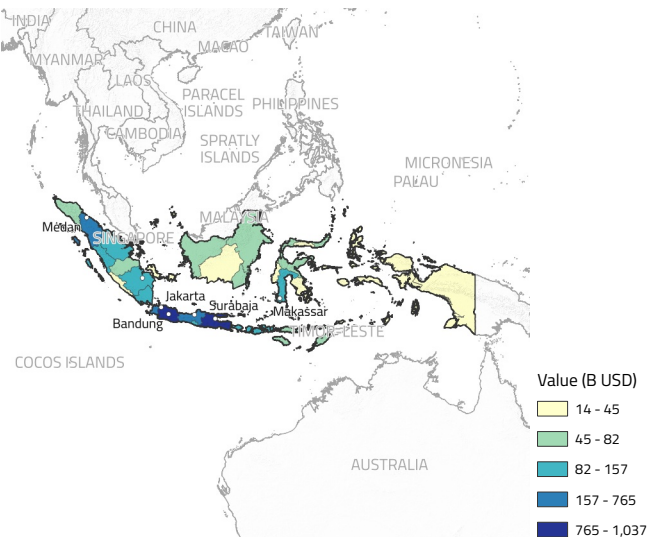 INDIA
CHINA
TAIWAN
MACAO
MYANMAR
LAOS
PARACEL
ISLANDS
PHILIPPINES
THAILAND
CAMBODIA
SPRATLY
ISLANDS
MICRONESIA
PALAU
MALAYSIA
Medan
SINGAPORE
Jakarta
Surabaja
Makassar
Bandung
TIMOR-LESTE
COCOS ISLANDS
AUSTRALIA
Value (B USD)
14 - 45
45 - 82
82 - 157
157 - 765
765 - 1,037